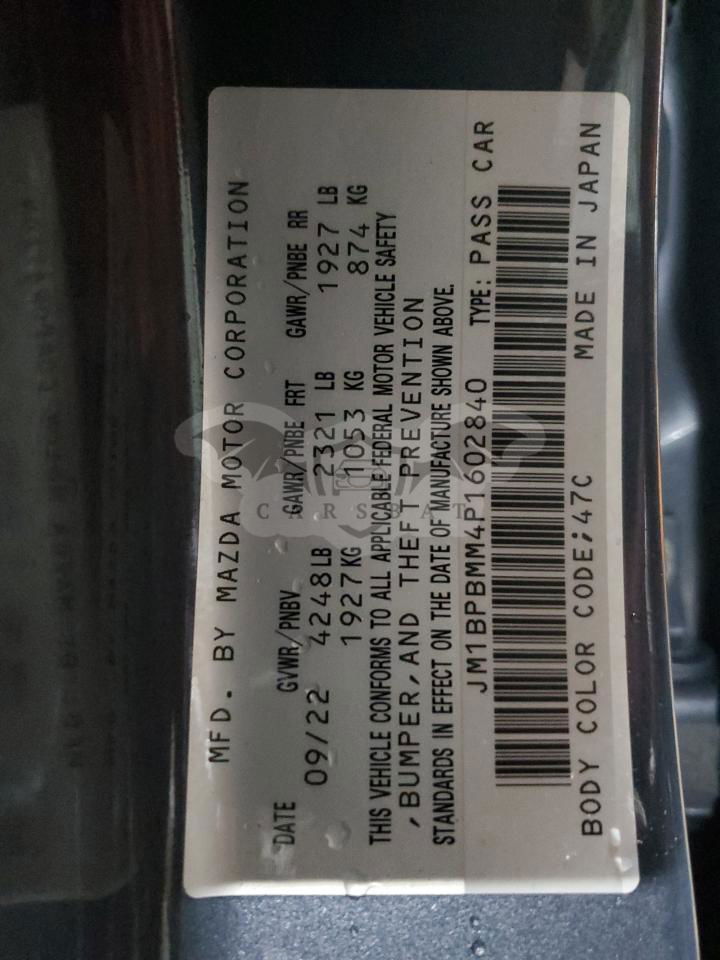 MFD. BY MAZDA MOTOR CORPORATION
DATE GVWR/PNBV GAWR/PNBE FRT GAWR/PNBE RR
09/22 4248LB 2321 LB 1927 LB
1927KG 1053 KG 874 KG
THIS VEHICLE CONFORMS TO ALL APPLICABLE FEDERAL MOTOR VEHICLE SAFETY
,BUMPER,AND THEFT PREVENTION
STANDARDS IN EFFECT ON THE DATE OF MANUFACTURE SHOWN ABOVE.
JM1BPBMM4P1602840 TYPE: PASS CAR
BODY COLOR CODE;47C MADE IN JAPAN
CARSBAT